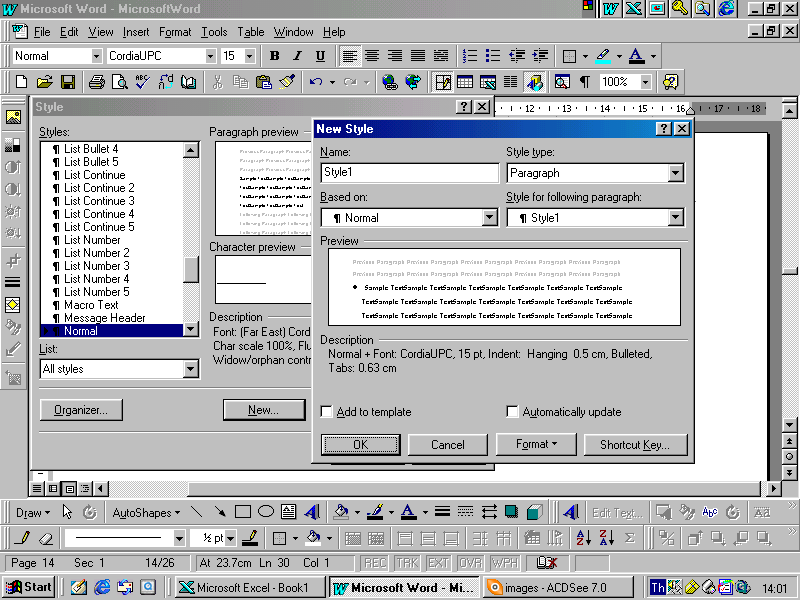 Microsoft Word - MicrosoftWord
File Edit View Insert Format Tools Table Window Help
Normal CordiaUPC 15 B I U
100%
Style
Styles:
List Bullet 4
List Bullet 5
List Continue
List Continue 2
List Continue 3
List Continue 4
List Continue 5
List Number
List Number 2
List Number 3
List Number 4
List Number 5
Macro Text
Message Header
Normal
List:
All styles
Organizer...
New...
Paragraph preview
Character preview
Description
Font: (Far East) Cord
Char scale 100%, Flu
Widow/orphan contr
12 13 14 15 16 17 18
New Style
Name:
Style1
Style type:
Paragraph
Based on:
¶ Normal
Style for following paragraph:
¶ Style1
Preview
Previous Paragraph Previous Paragraph Previous Paragraph Previous Paragraph Previous Paragraph
Previous Paragraph Previous Paragraph Previous Paragraph Previous Paragraph Previous Paragraph
• Sample TextSample TextSample TextSample TextSample TextSample TextSample
TextSample TextSample TextSample TextSample TextSample TextSample TextSample
TextSample TextSample TextSample TextSample TextSample TextSample TextSample
Description
Normal + Font: CordiaUPC, 15 pt, Indent: Hanging 0.5 cm, Bulleted,
Tabs: 0.63 cm
Add to template
Automatically update
OK Cancel Format Shortcut Key...
Draw AutoShapes Edit Text...
½ pt
Page 14 Sec 1 14/26 At 23.7cm Ln 30 Col 1 REC TRK EXT OVR WPH
Start Microsoft Excel - Book1 Microsoft Word - Mi... images - ACDSee 7.0 Th 14:01